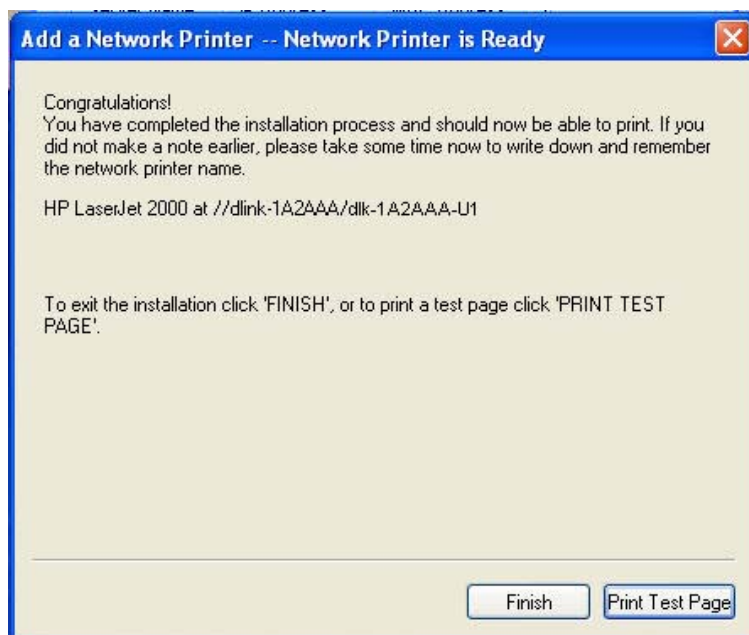 Add a Network Printer -- Network Printer is Ready
Congratulations!
You have completed the installation process and should now be able to print. If you
did not make a note earlier, please take some time now to write down and remember
the network printer name.
HP LaserJet 2000 at //dlink-1A2AAA/dlk-1A2AAA-U1
To exit the installation click 'FINISH', or to print a test page click 'PRINT TEST
PAGE'.
Finish
Print Test Page